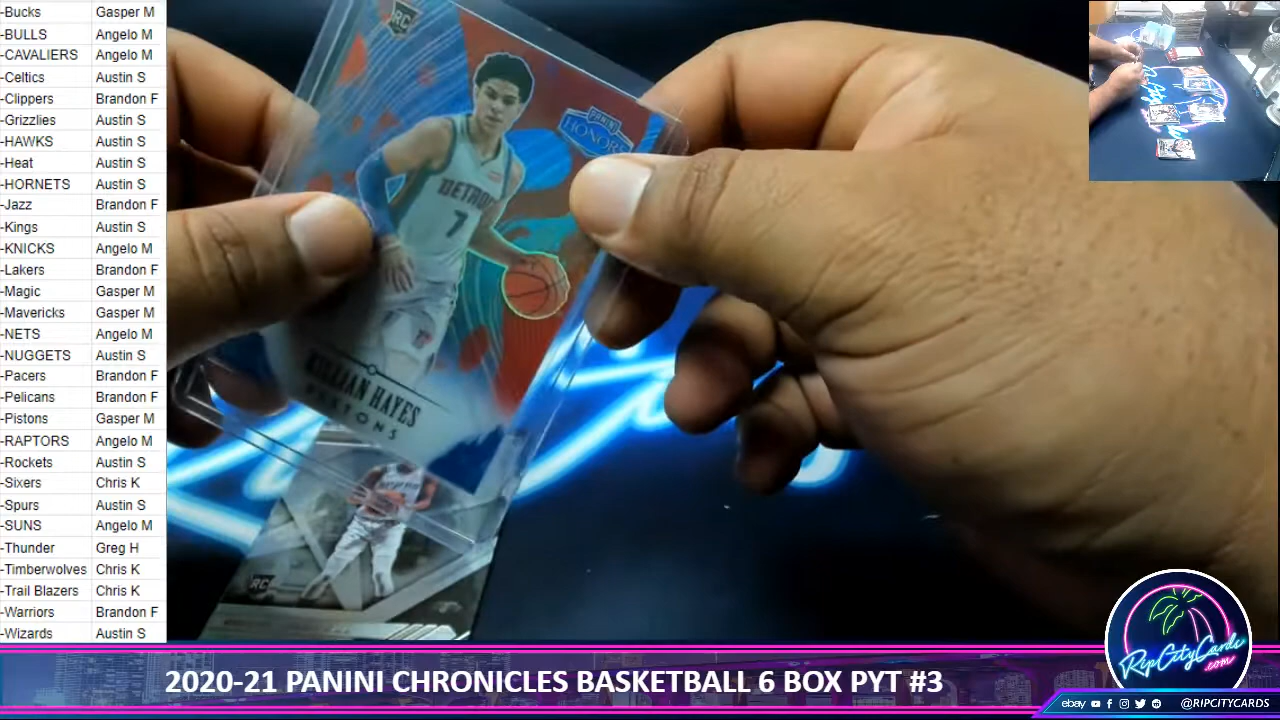 -Bucks Gasper M
-BULLS Angelo M
-CAVALIERS Angelo M
-Celtics Austin S
-Clippers Brandon F
-Grizzlies Austin S
-HAWKS Austin S
-Heat Austin S
-HORNETS Austin S
-Jazz Brandon F
-Kings Austin S
-KNICKS Angelo M
-Lakers Brandon F
-Magic Gasper M
-Mavericks Gasper M
-NETS Angelo M
-NUGGETS Austin S
-Pacers Brandon F
-Pelicans Brandon F
-Pistons Gasper M
-RAPTORS Angelo M
-Rockets Austin S
-Sixers Chris K
-Spurs Austin S
-SUNS Angelo M
-Thunder Greg H
-Timberwolves Chris K
-Trail Blazers Chris K
-Warriors Brandon F
-Wizards Austin S
RC
PANINI
HONORS
DETROIT
7
KILLIAN HAYES
PISTONS
RC
RipCityCards
.com
2020-21 PANINI CHRONICLES BASKETBALL 6 BOX PYT #3
ebay @RIPCITYCARDS